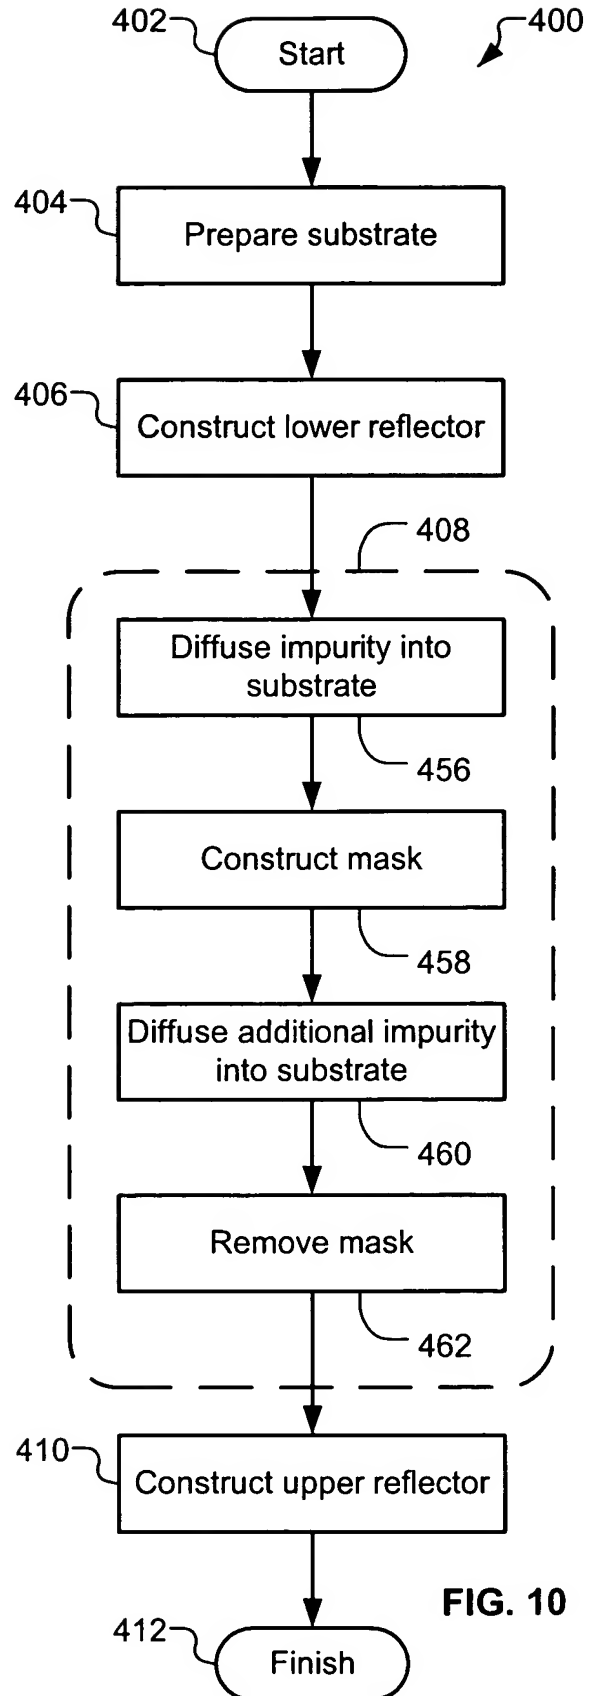 402
400
Start
404
Prepare substrate
406
Construct lower reflector
408
Diffuse impurity into
substrate
456
Construct mask
458
Diffuse additional impurity
into substrate
460
Remove mask
462
410
Construct upper reflector
FIG. 10
412
Finish